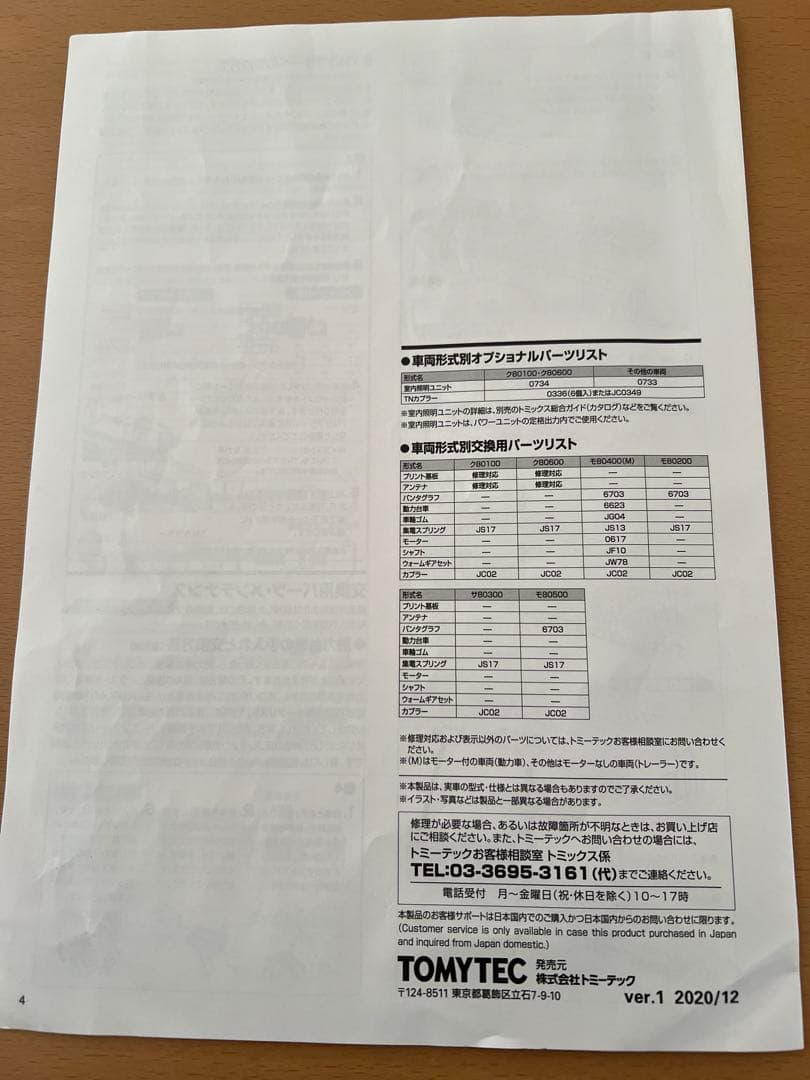 ●車両形式別オプショナルパーツリスト
形式名 ク80100・ク80600 その他の車両
室内照明ユニット 0734 0733
TNカプラー 0336(6個入)またはJC0349
※室内照明ユニットの詳細は、別売のトミックス総合ガイド(カタログ)などをご覧ください。
※室内照明ユニットは、パワーユニットの定格出力内でご使用ください。
●車両形式別交換用パーツリスト
形式名 ク80100 ク80600 モ80400(M) モ80200
プリント基板 修理対応 修理対応 — —
アンテナ 修理対応 修理対応 — —
パンタグラフ — — 6703 6703
動力台車 — — 6623 —
車輪ゴム — — JG04 —
集電スプリング JS17 JS17 JS13 JS17
モーター — — 0617 —
シャフト — — JF10 —
ウォームギアセット — — JW78 —
カプラー JC02 JC02 JC02 JC02
形式名 サ80300 モ80500
プリント基板 — —
アンテナ — —
パンタグラフ — 6703
動力台車 — —
車輪ゴム — —
集電スプリング JS17 JS17
モーター — —
シャフト — —
ウォームギアセット — —
カプラー JC02 JC02
※修理対応および表示以外のパーツについては、トミーテックお客様相談室にお問い合わせく
ださい。
※(M)はモーター付の車両(動力車)、その他はモーターなしの車両(トレーラー)です。
※本製品は、実車の型式・仕様とは異なる場合もありますのでご了承ください。
※イラスト・写真などは製品と一部異なる場合があります。
修理が必要な場合、あるいは故障箇所が不明なときは、お買い上げ店
にご相談ください。また、トミーテックへお問い合わせの場合には、
トミーテックお客様相談室 トミックス係
TEL:03-3695-3161(代)までご連絡ください。
電話受付 月〜金曜日(祝・休日を除く)10〜17時
本製品のお客様サポートは日本国内でのご購入かつ日本国内からのお問い合わせに限ります。
(Customer service is only available in case this product purchased in Japan
and inquired from Japan domestic.)
TOMYTEC 発売元 株式会社トミーテック
〒124-8511 東京都葛飾区立石7-9-10
ver.1 2020/12
4